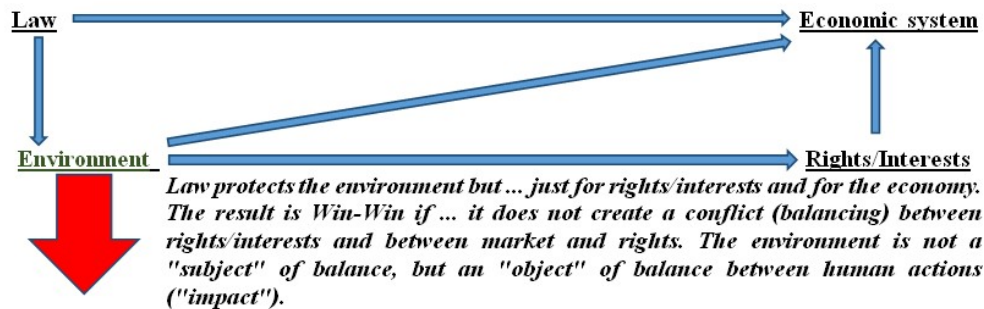 Law Economic system
Environment Rights/Interests
Law protects the environment but ... just for rights/interests and for the economy.
The result is Win-Win if ... it does not create a conflict (balancing) between
rights/interests and between market and rights. The environment is not a
"subject" of balance, but an "object" of balance between human actions
("impact").